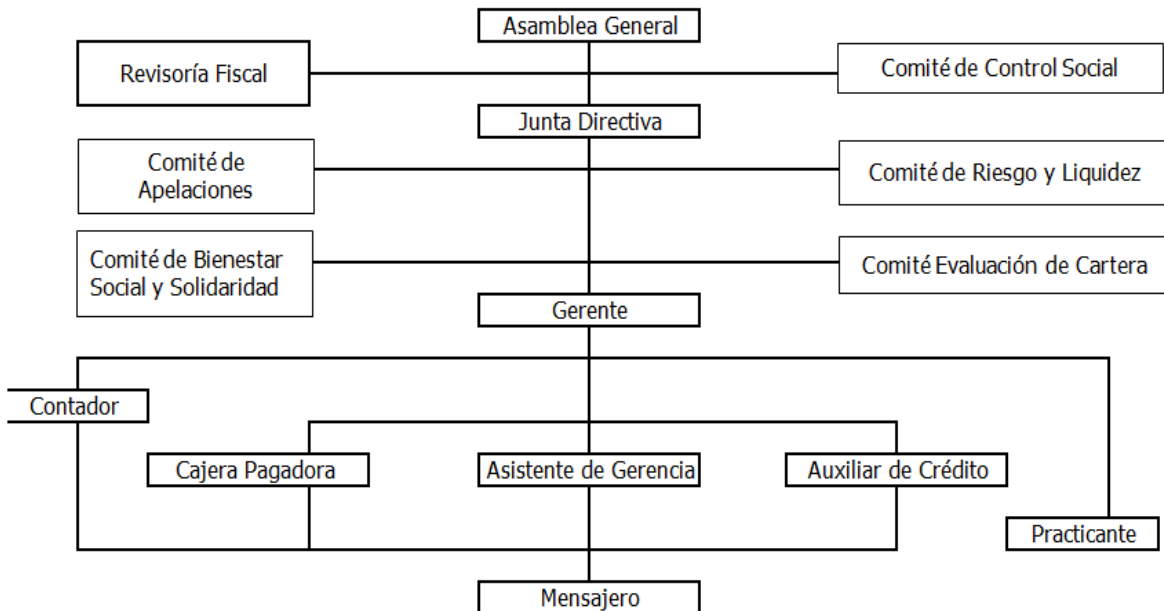 Asamblea General
Revisoría Fiscal
Comité de Control Social
Junta Directiva
Comité de
Apelaciones
Comité de Riesgo y Liquidez
Comité de Bienestar
Social y Solidaridad
Comité Evaluación de Cartera
Gerente
Contador
Cajera Pagadora
Asistente de Gerencia
Auxiliar de Crédito
Practicante
Mensajero